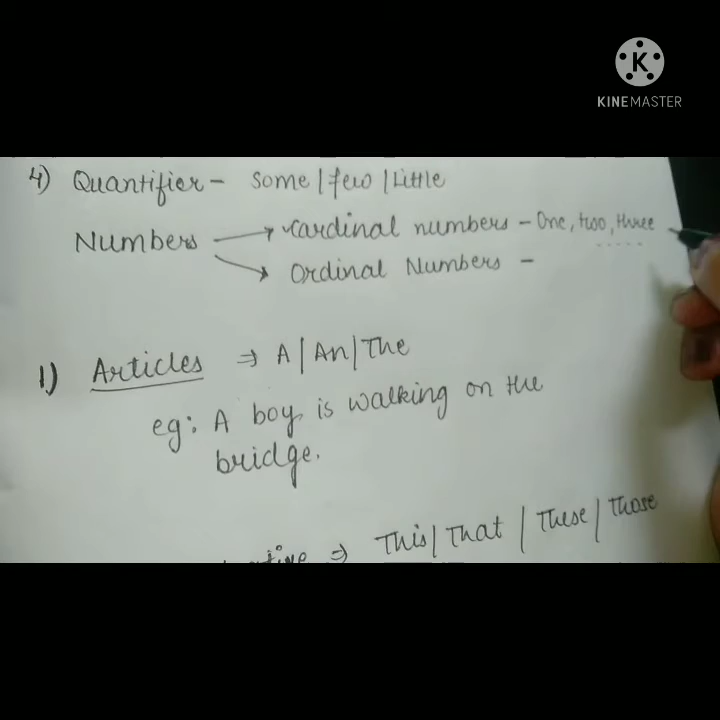 K
KINEMASTER
4) Quantifier - Some | few | Little
Numbers → Cardinal numbers - One, two, three .....
→ Ordinal Numbers -
1) Articles ⇒ A | An | The
eg: A boy is walking on the
bridge.
⇒ This | That | These | Those